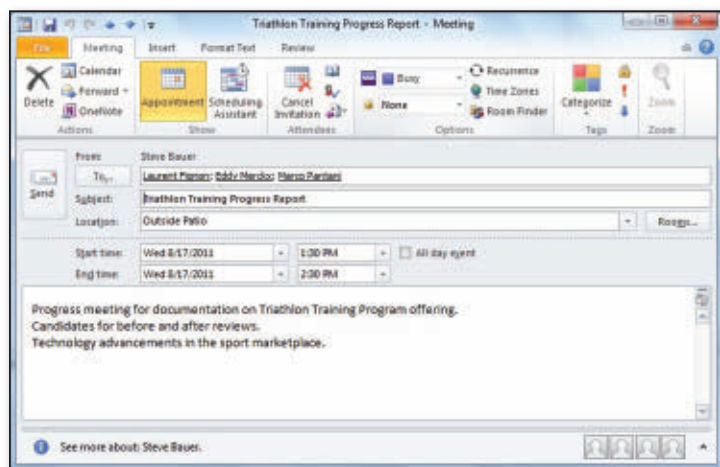 Triathlon Training Progress Report - Meeting
File Meeting Insert Format Text Review
Delete
Calendar
Forward
OneNote
Actions
Appointment Scheduling Assistant
Show
Cancel Invitation
Attendees
Busy
None
Recurrence
Time Zones
Room Finder
Options
Categorize
Tags
Zoom
Zoom
Send
From: Steve Bauer
To... Laurent Fignon; Eddy Merckx; Marco Pantani
Subject: Triathlon Training Progress Report
Location: Outside Patio Rooms...
Start time: Wed 8/17/2011 1:30 PM All day event
End time: Wed 8/17/2011 2:30 PM
Progress meeting for documentation on Triathlon Training Program offering.
Candidates for before and after reviews.
Technology advancements in the sport marketplace.
See more about: Steve Bauer.